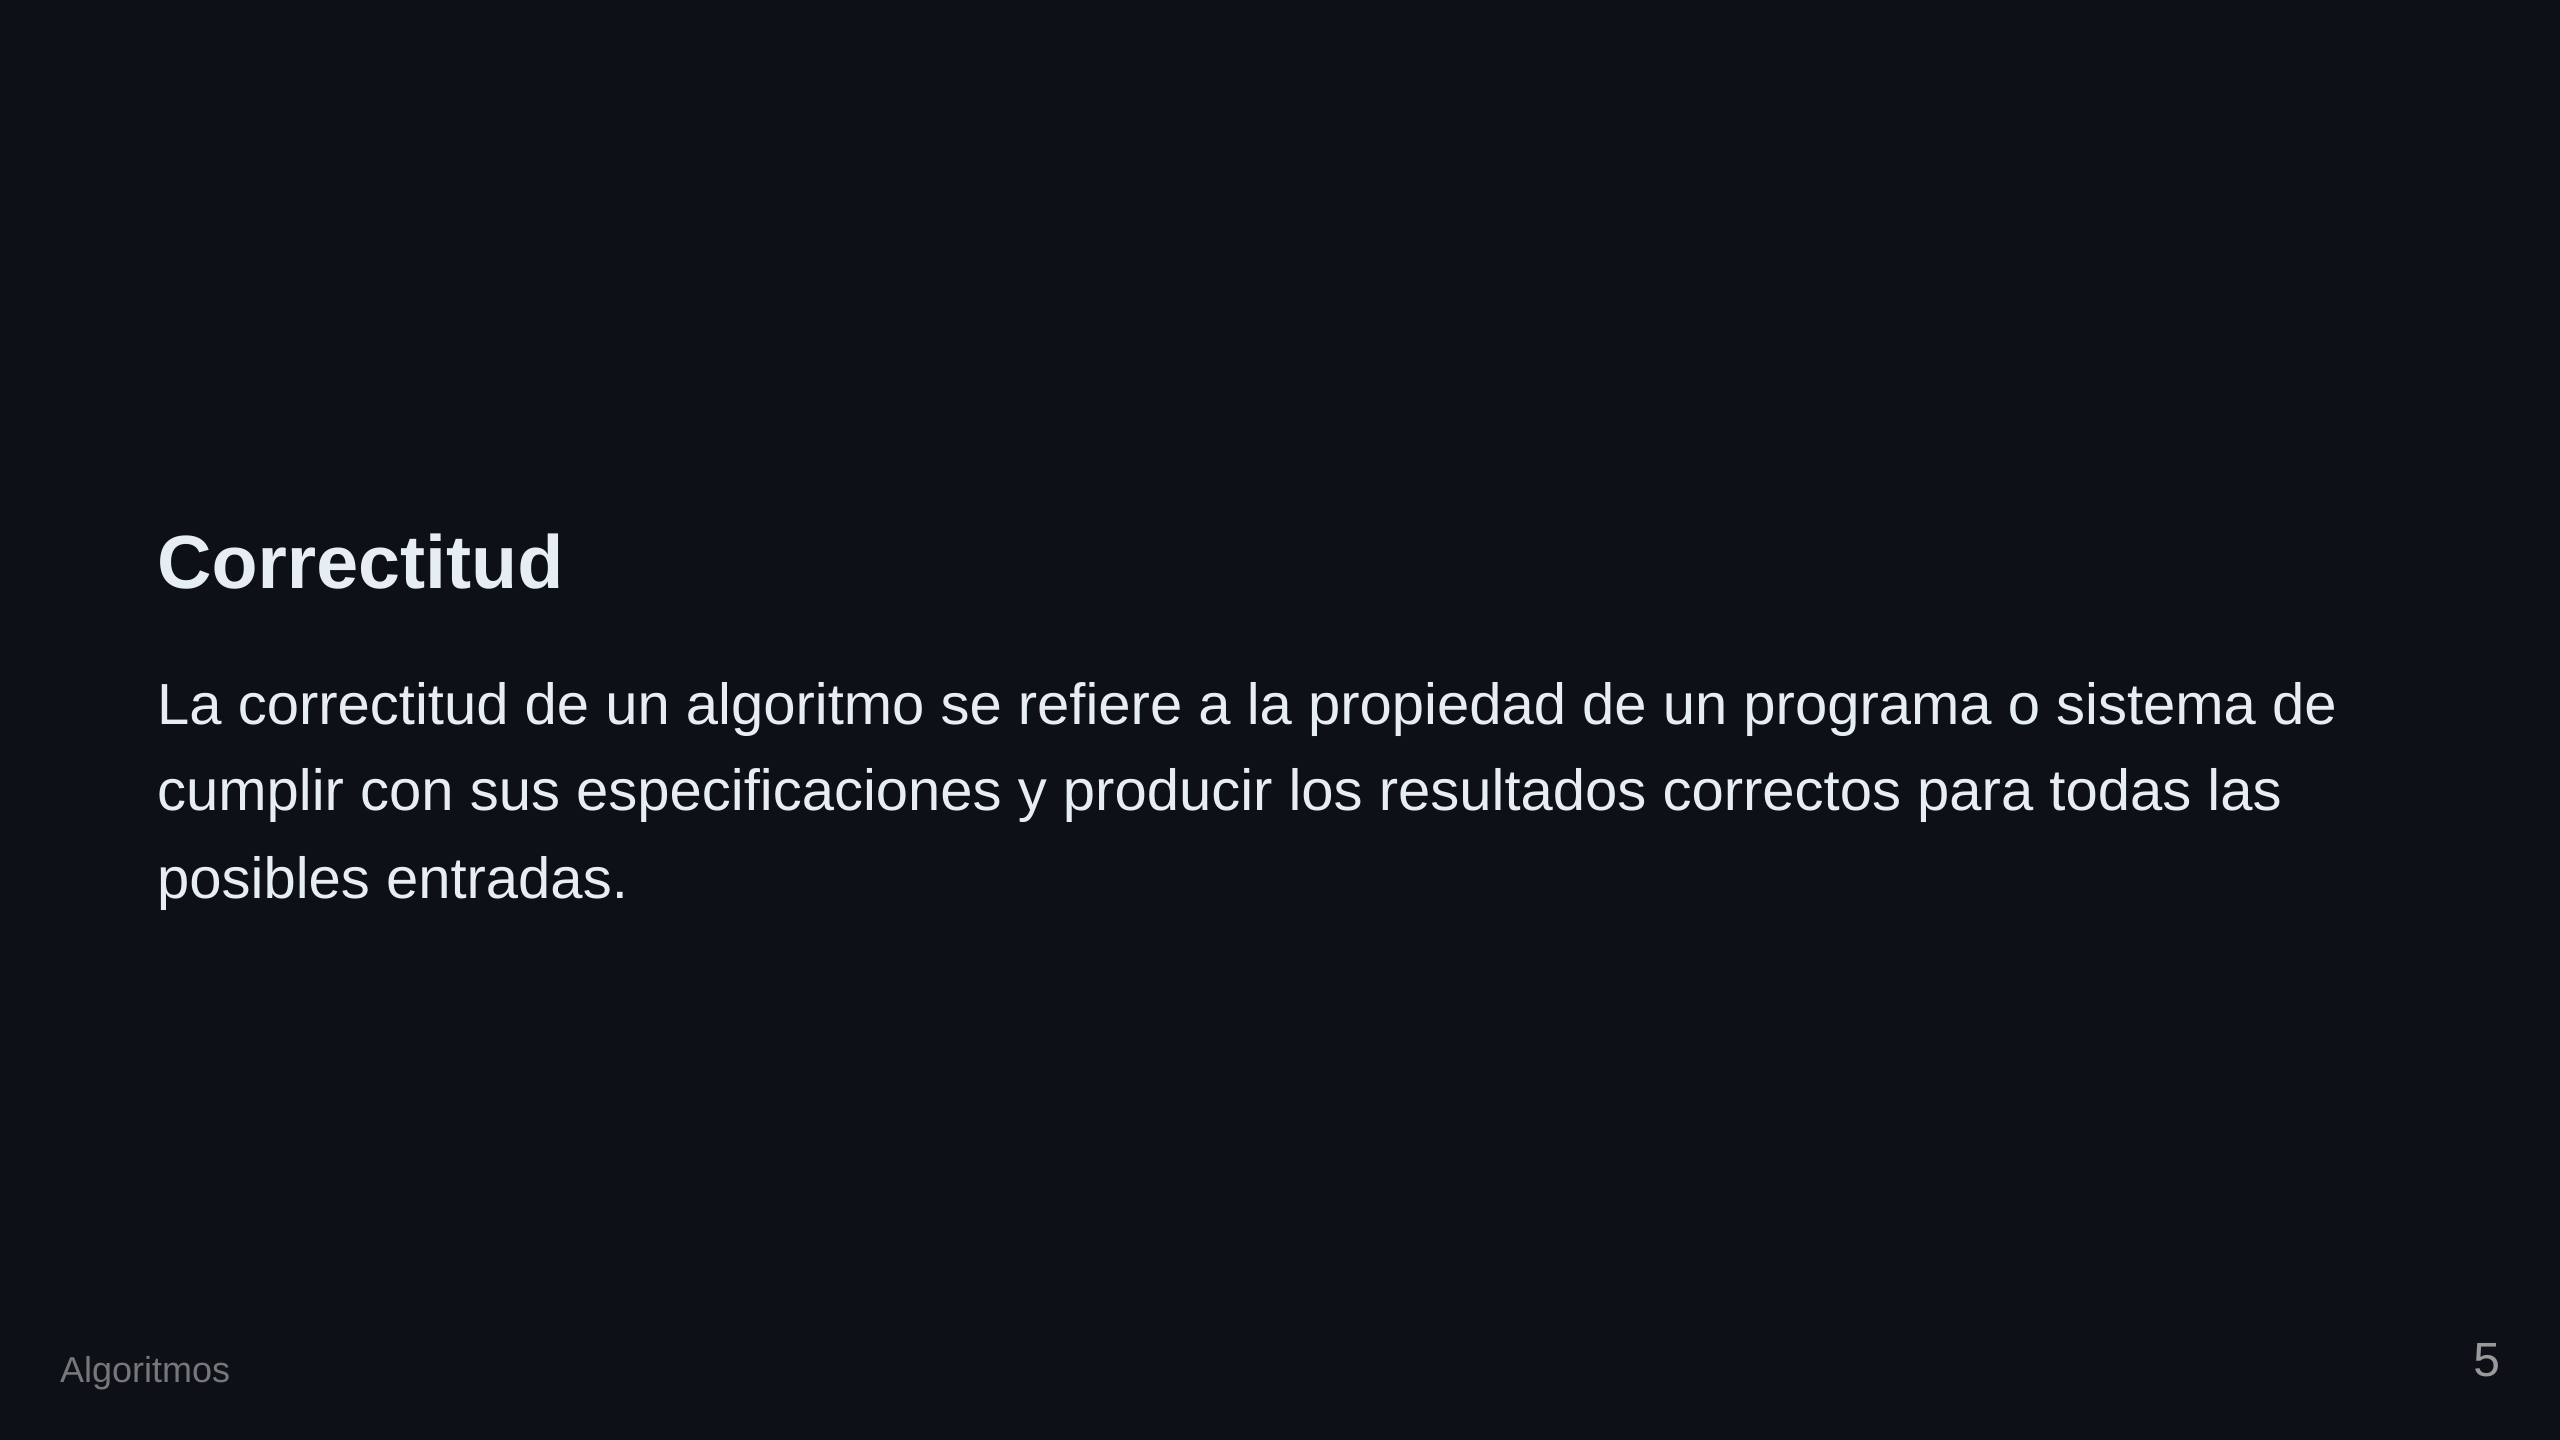 Correctitud
La correctitud de un algoritmo se refiere a la propiedad de un programa o sistema de
cumplir con sus especificaciones y producir los resultados correctos para todas las
posibles entradas.
Algoritmos
5